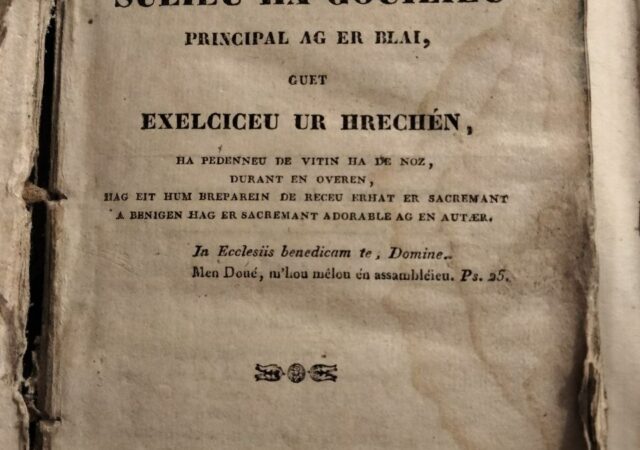 SULIEU HA GOUILIEU
PRINCIPAL AG ER BLAI,
GUET
EXELCICEU UR HRECHÉN,
HA PEDENNEU DE VITIN HA DE NOZ,
DURANT EN OVEREN,
HAG EIT HUM BREPAREIN DE RECEU ERHAT ER SACREMANT
A BENIGEN HAG ER SACREMANT ADORABLE AG EN AUTÆR.
In Ecclesiis benedicam te, Domine.
Men Doué, m'hou mélou én assambléieu. Ps. 25.